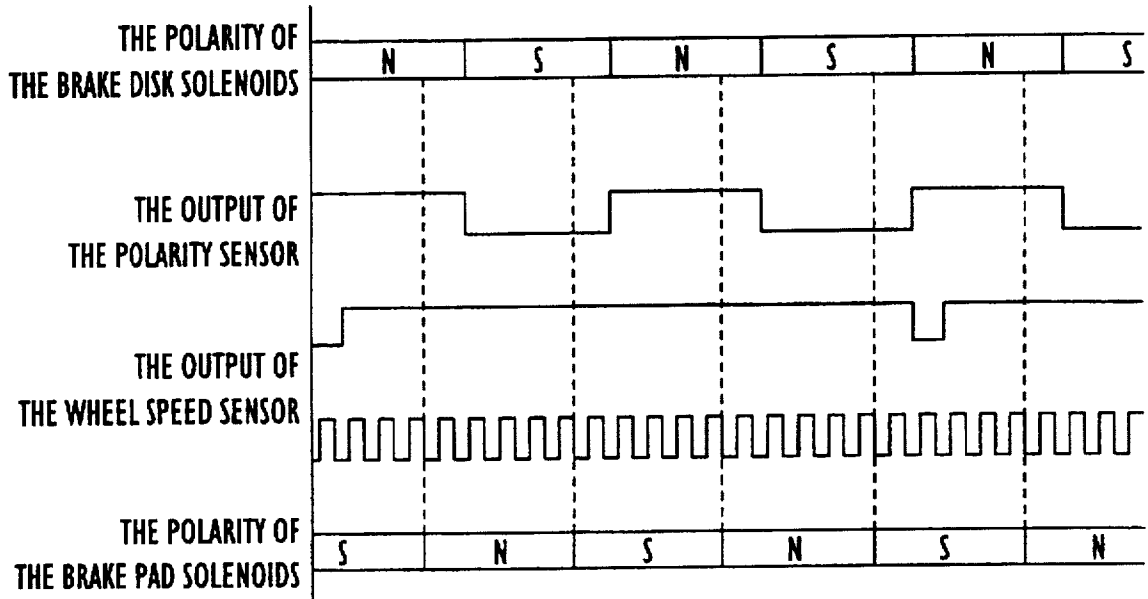 THE POLARITY OF
THE BRAKE DISK SOLENOIDS
N S N S N S
THE OUTPUT OF
THE POLARITY SENSOR
THE OUTPUT OF
THE WHEEL SPEED SENSOR
THE POLARITY OF
THE BRAKE PAD SOLENOIDS
S N S N S N